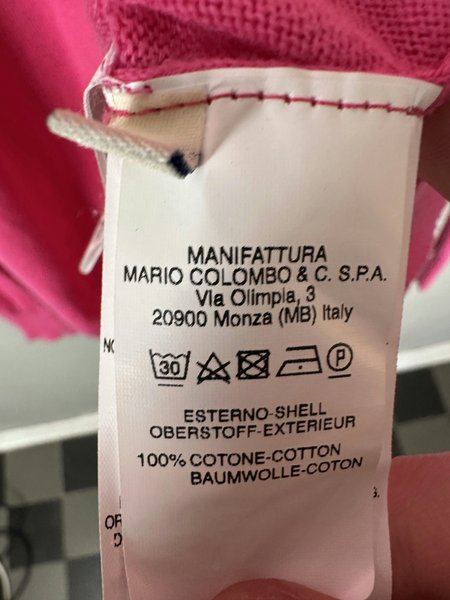 MANIFATTURA
MARIO COLOMBO & C. S.P.A.
Via Olimpia, 3
20900 Monza (MB) Italy
30
P
ESTERNO-SHELL
OBERSTOFF-EXTERIEUR
100% COTONE-COTTON
BAUMWOLLE-COTON